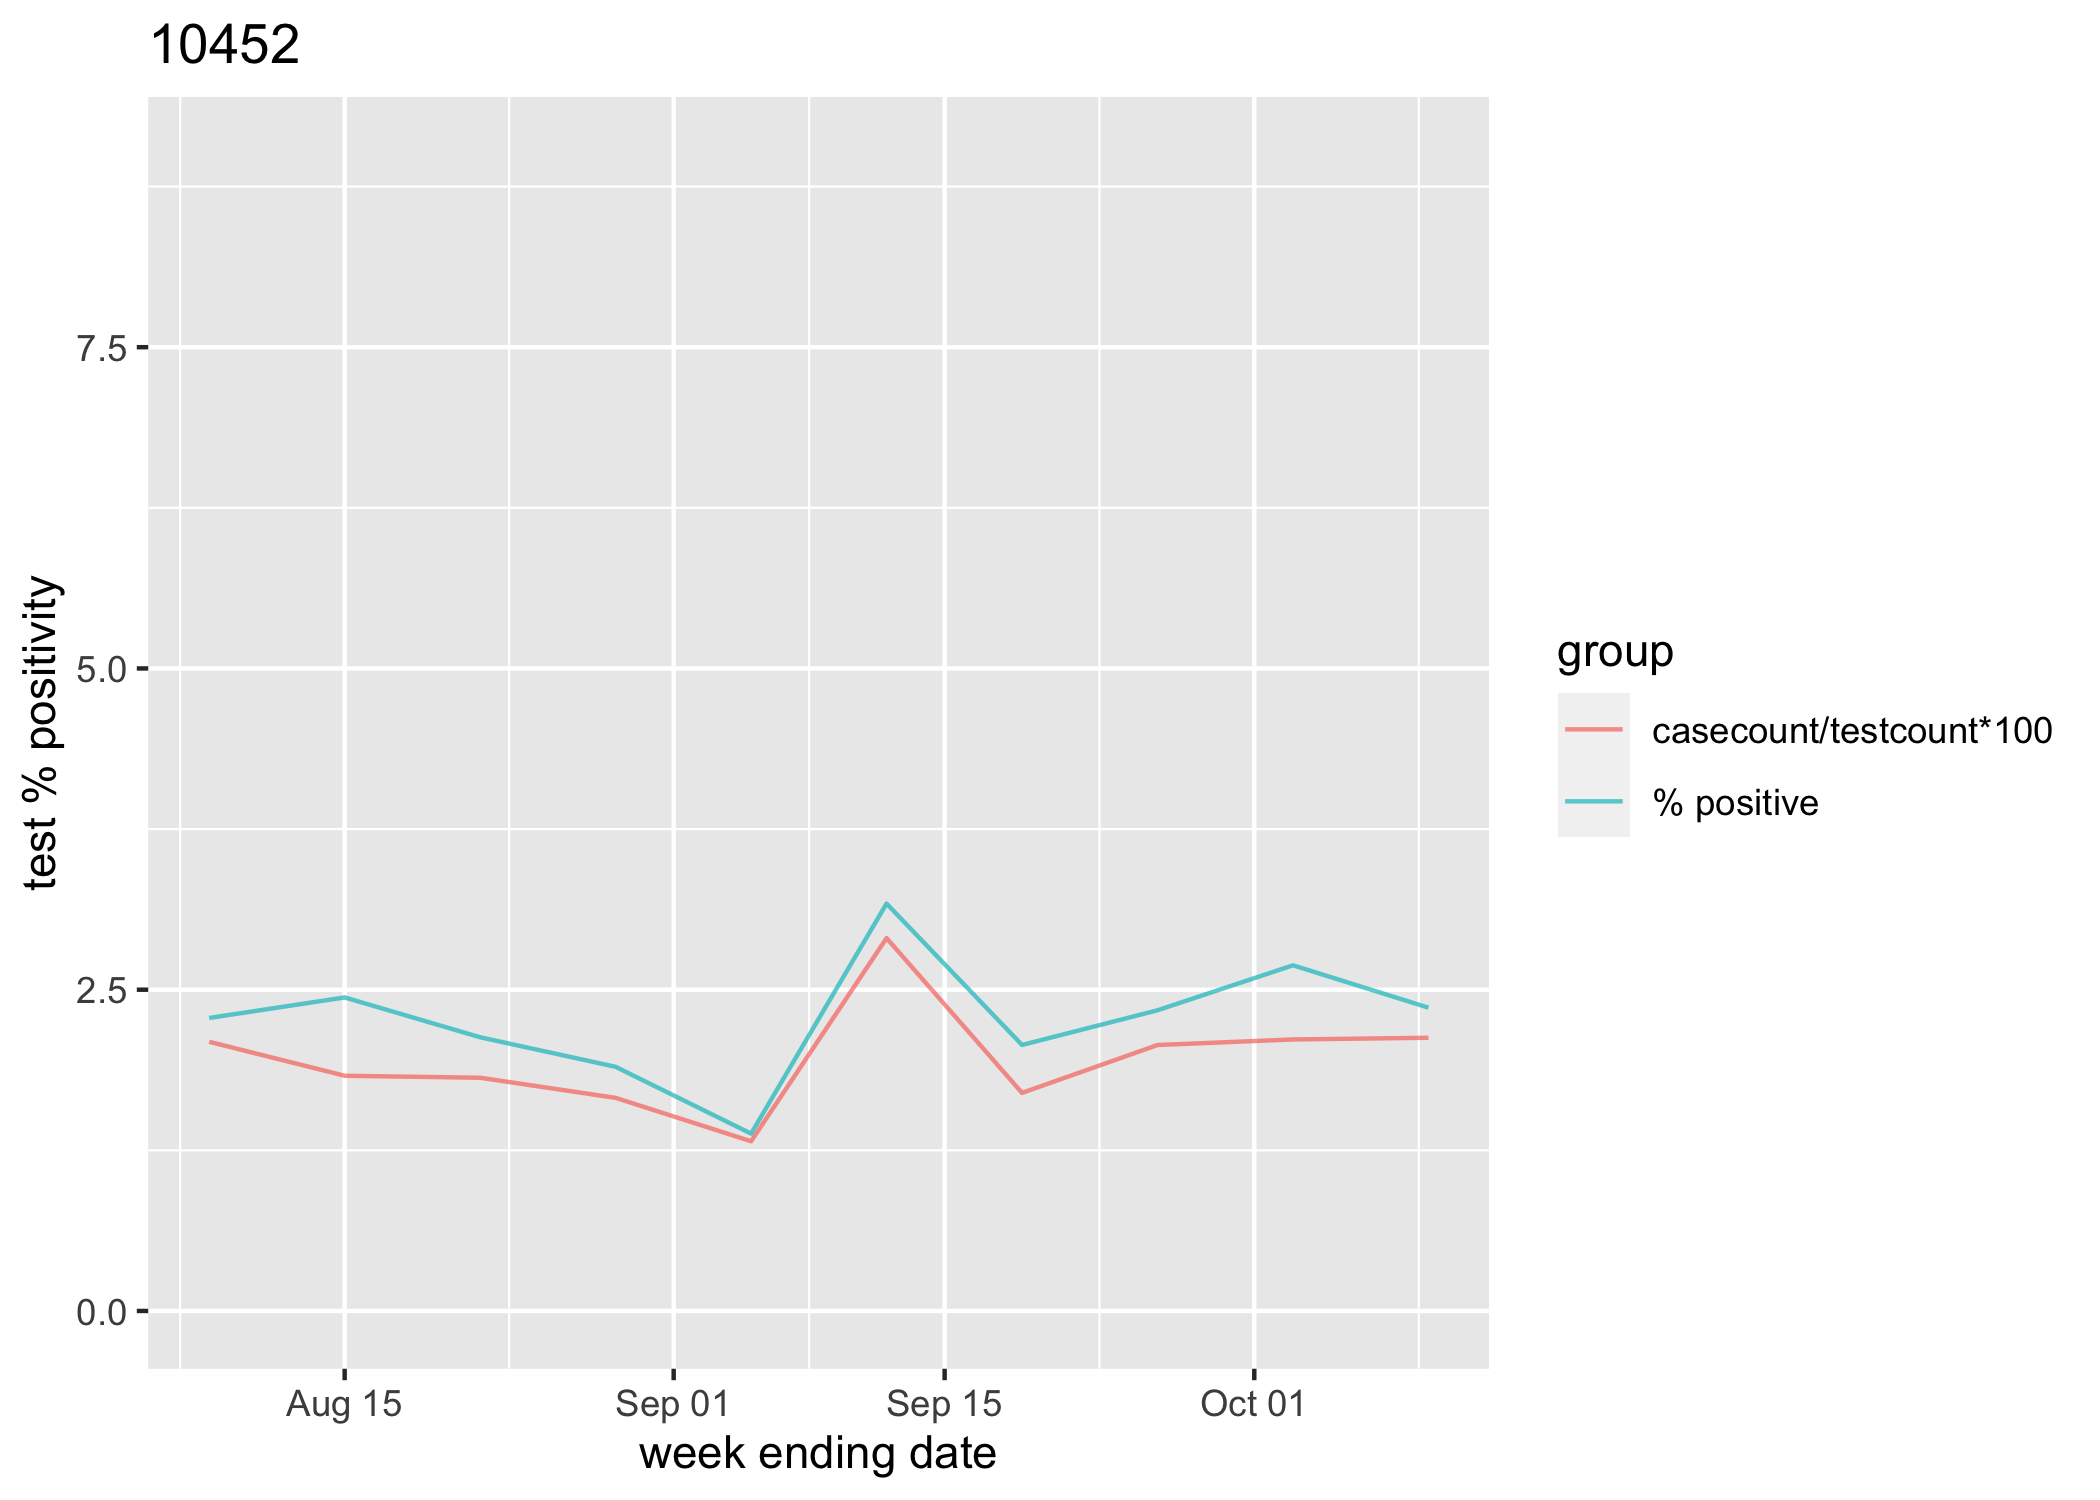 10452
test % positivity
7.5
5.0
2.5
0.0
Aug 15
Sep 01
Sep 15
Oct 01
week ending date
group
casecount/testcount*100
% positive